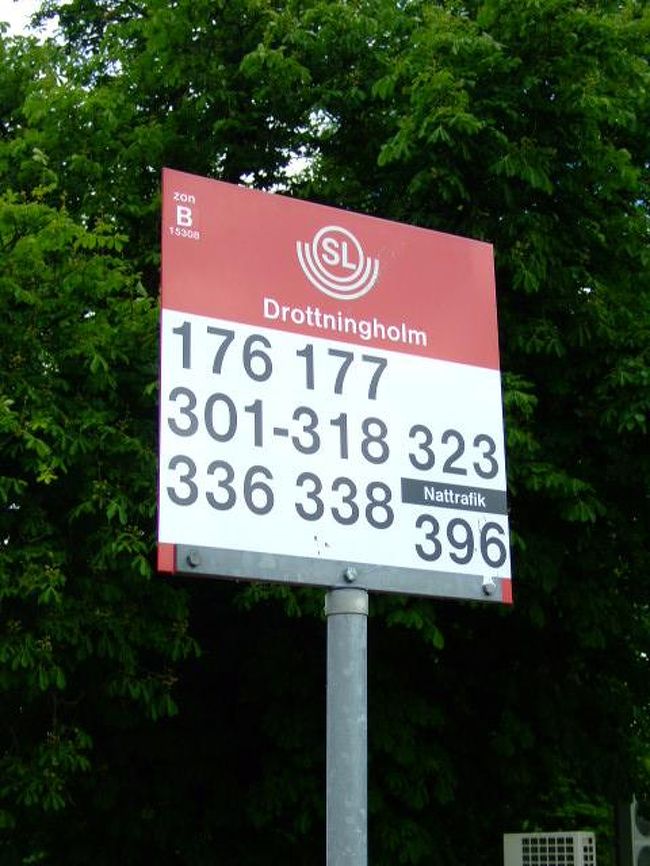 zon
B
15308
SL
Drottningholm
176 177
301-318 323
336 338
Nattrafik
396